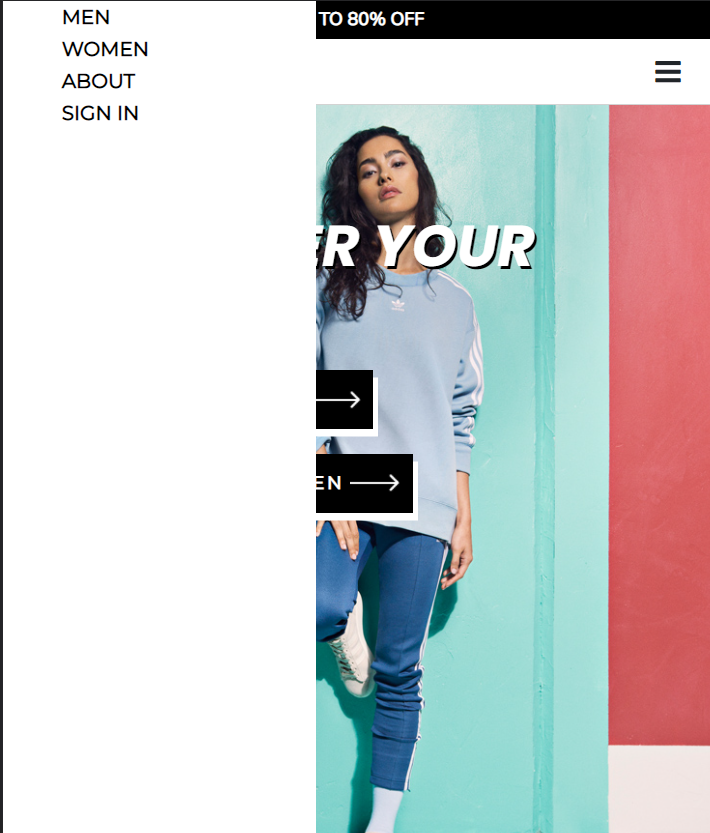 MEN
TO 80% OFF
WOMEN
ABOUT
SIGN IN
ER YOUR
EN